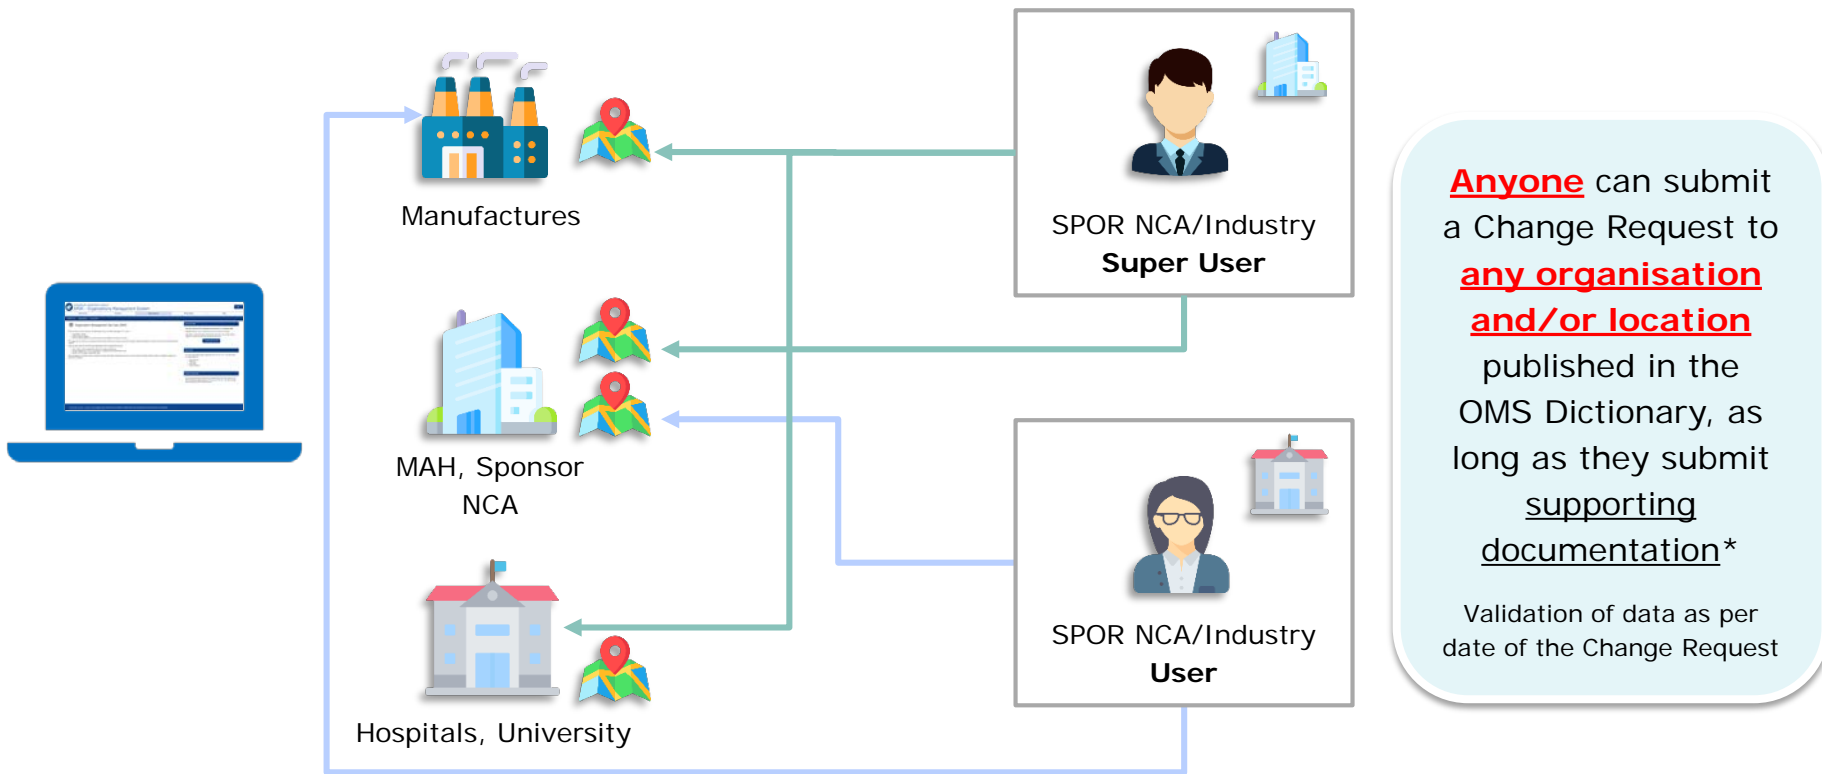 Manufactures
MAH, Sponsor
NCA
Hospitals, University
SPOR NCA/Industry
Super User
SPOR NCA/Industry
User
Anyone can submit
a Change Request to
any organisation
and/or location
published in the
OMS Dictionary, as
long as they submit
supporting
documentation*
Validation of data as per
date of the Change Request